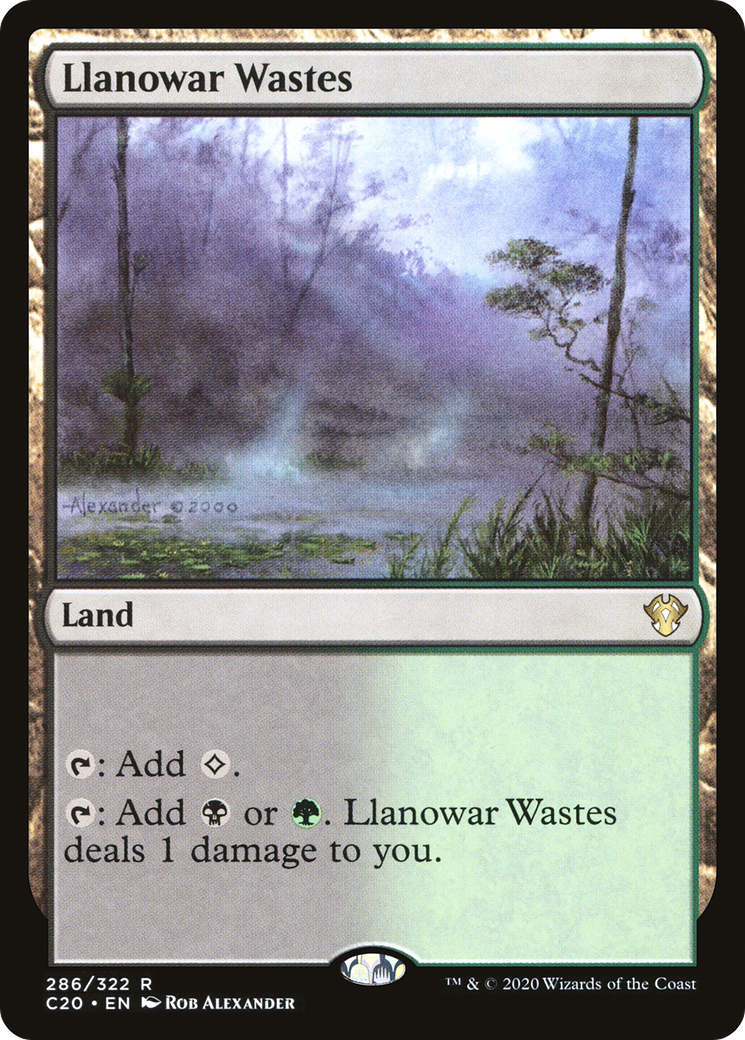 Llanowar Wastes
-Alexander ©2000
Land
: Add .
: Add or . Llanowar Wastes
deals 1 damage to you.
286/322 R
C20 • EN Rob Alexander
™ & © 2020 Wizards of the Coast